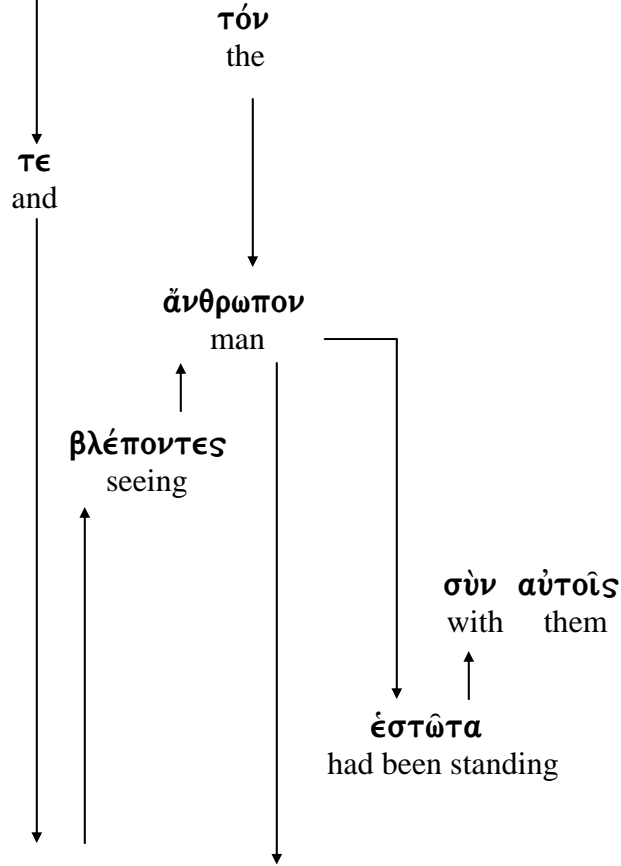 τόν
the
τε
and
ἄνθρωπον
man
βλέποντες
seeing
σὺν αὐτοῖς
with them
ἑστῶτα
had been standing